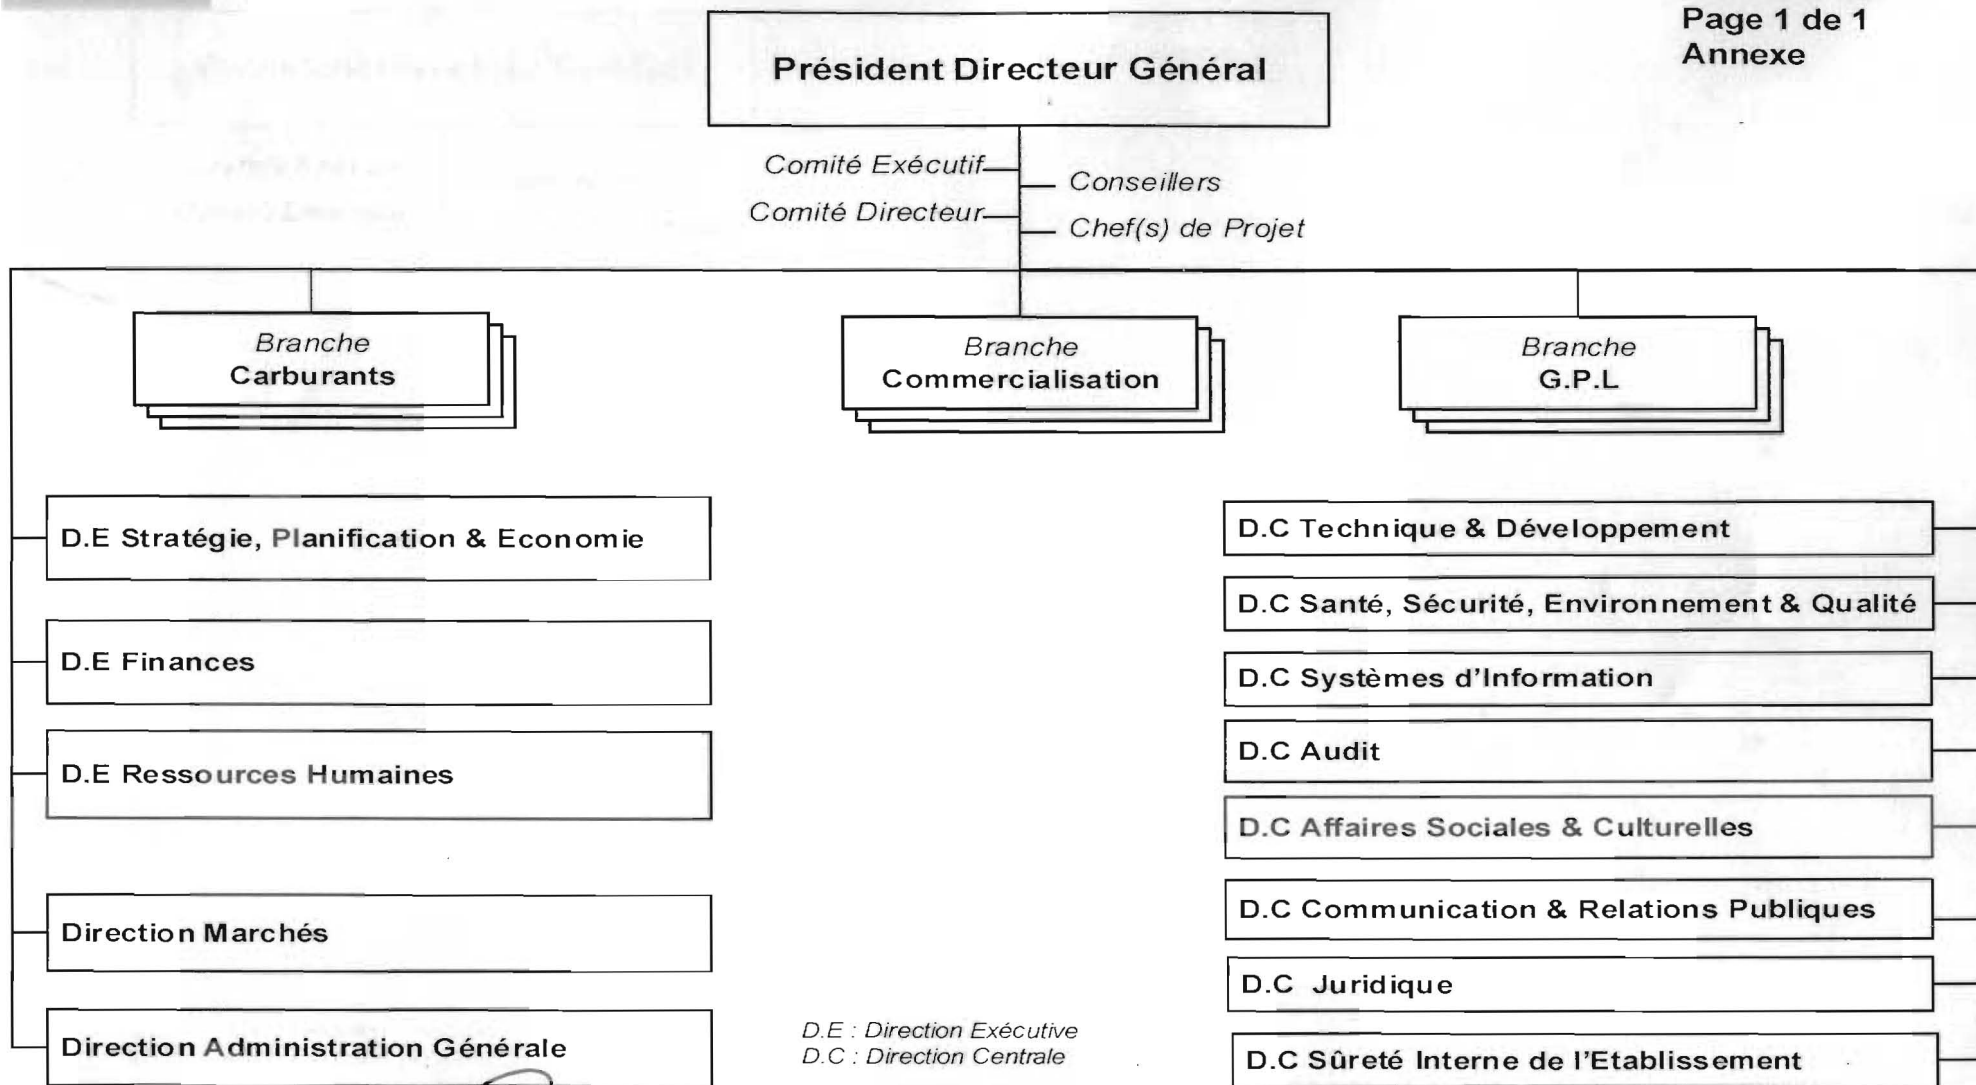 Page 1 de 1
Annexe
Président Directeur Général
Comité Exécutif
Conseillers
Comité Directeur
Chef(s) de Projet
Branche
Carburants
Branche
Commercialisation
Branche
G.P.L
D.E Stratégie, Planification & Economie
D.E Finances
D.E Ressources Humaines
Direction Marchés
Direction Administration Générale
D.E : Direction Exécutive
D.C : Direction Centrale
D.C Technique & Développement
D.C Santé, Sécurité, Environnement & Qualité
D.C Systèmes d'Information
D.C Audit
D.C Affaires Sociales & Culturelles
D.C Communication & Relations Publiques
D.C Juridique
D.C Sûreté Interne de l'Etablissement